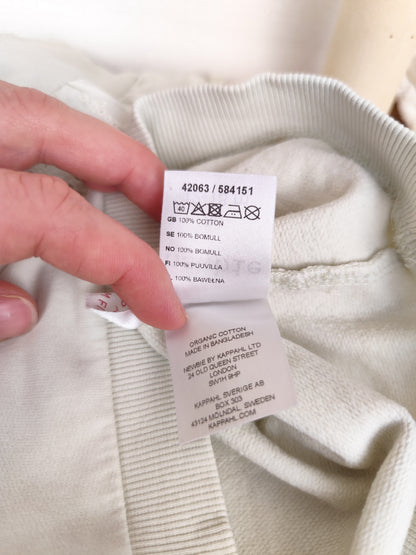 42063 / 584151
40
GB 100% COTTON
SE 100% BOMULL
NO 100% BOMULL
FI 100% PUUVILLA
L 100% BAWEŁNA
ORGANIC COTTON
MADE IN BANGLADESH
NEWBIE BY KAPPAHL LTD
24 OLD QUEEN STREET
LONDON
SW1H 9HP
KAPPAHL SVERIGE AB
BOX 303
43124 MÖLNDAL, SWEDEN
KAPPAHL.COM